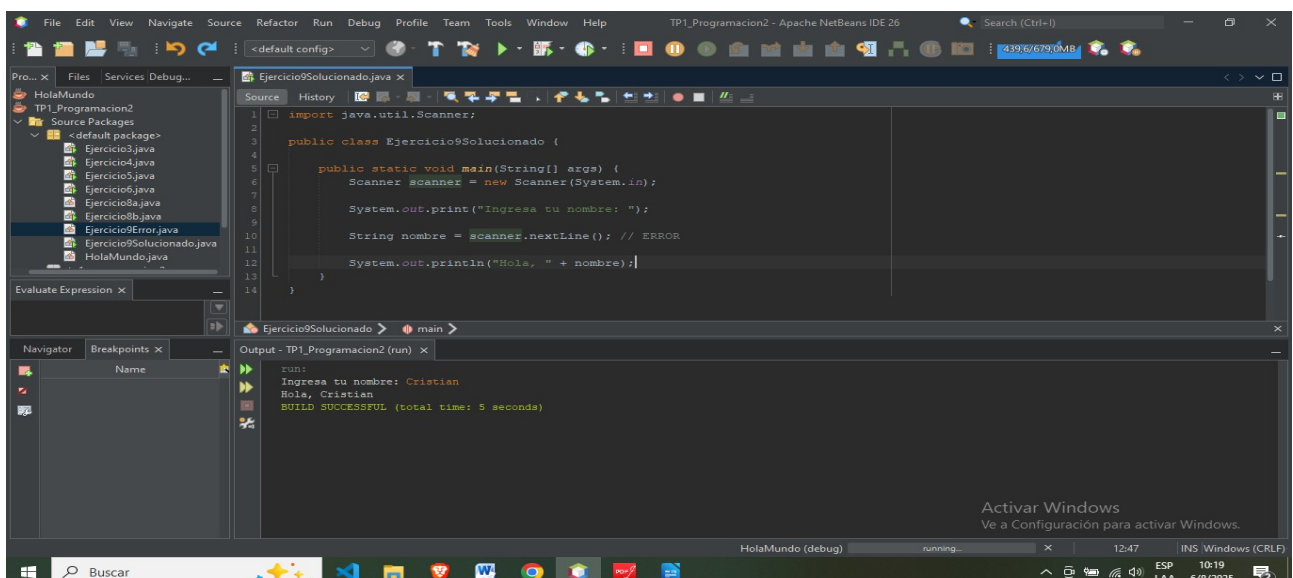 File Edit View Navigate Source Refactor Run Debug Profile Team Tools Window Help TP1_Programacion2 - Apache NetBeans IDE 26 Search (Ctrl+I)
<default config> 439,6/679,0MB
Pro... Files Services Debug...
HolaMundo
TP1_Programacion2
Source Packages
<default package>
Ejercicio3.java
Ejercicio4.java
Ejercicio5.java
Ejercicio6.java
Ejercicio8a.java
Ejercicio8b.java
Ejercicio9Error.java
Ejercicio9Solucionado.java
HolaMundo.java
Evaluate Expression
Ejercicio9Solucionado.java
Source History
1 import java.util.Scanner;
2
3 public class Ejercicio9Solucionado {
4
5 public static void main(String[] args) {
6 Scanner scanner = new Scanner(System.in);
7
8 System.out.print("Ingresa tu nombre: ");
9
10 String nombre = scanner.nextLine(); // ERROR
11
12 System.out.println("Hola, " + nombre);
13 }
14 }
Ejercicio9Solucionado main
Navigator Breakpoints
Name
Output - TP1_Programacion2 (run)
run:
Ingresa tu nombre: Cristian
Hola, Cristian
BUILD SUCCESSFUL (total time: 5 seconds)
Activar Windows
Ve a Configuración para activar Windows.
HolaMundo (debug) running... 12:47 INS Windows (CRLF)
Buscar
ESP 10:19
LAA 6/8/2025